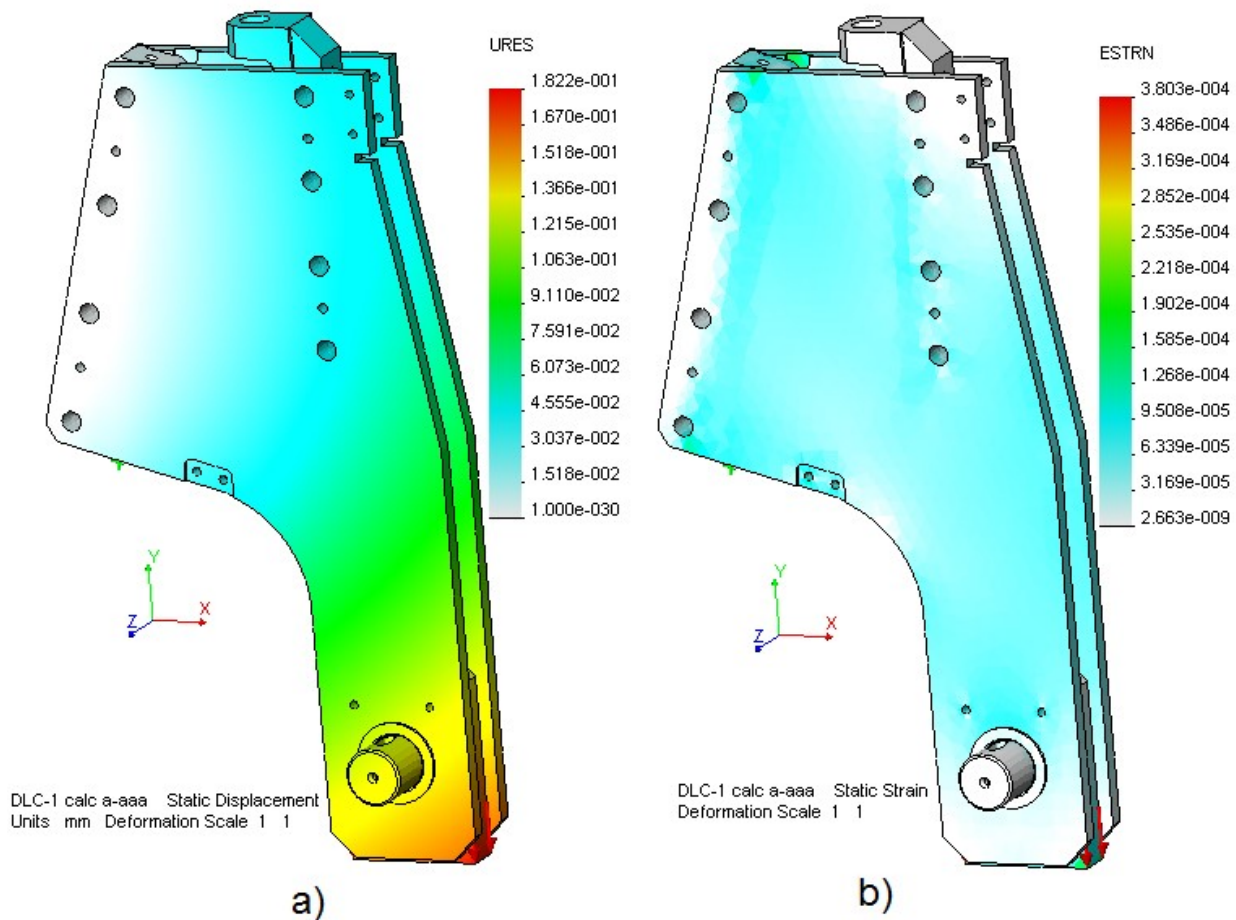 URES
1.822e-001
1.670e-001
1.518e-001
1.366e-001
1.215e-001
1.063e-001
9.110e-002
7.591e-002
6.073e-002
4.555e-002
3.037e-002
1.518e-002
1.000e-030
Y
X
Z
DLC-1 calc a-aaa Static Displacement
Units mm Deformation Scale 1 1
a)
ESTRN
3.803e-004
3.486e-004
3.169e-004
2.852e-004
2.535e-004
2.218e-004
1.902e-004
1.585e-004
1.268e-004
9.508e-005
6.339e-005
3.169e-005
2.663e-009
Y
X
Z
DLC-1 calc a-aaa Static Strain
Deformation Scale 1 1
b)